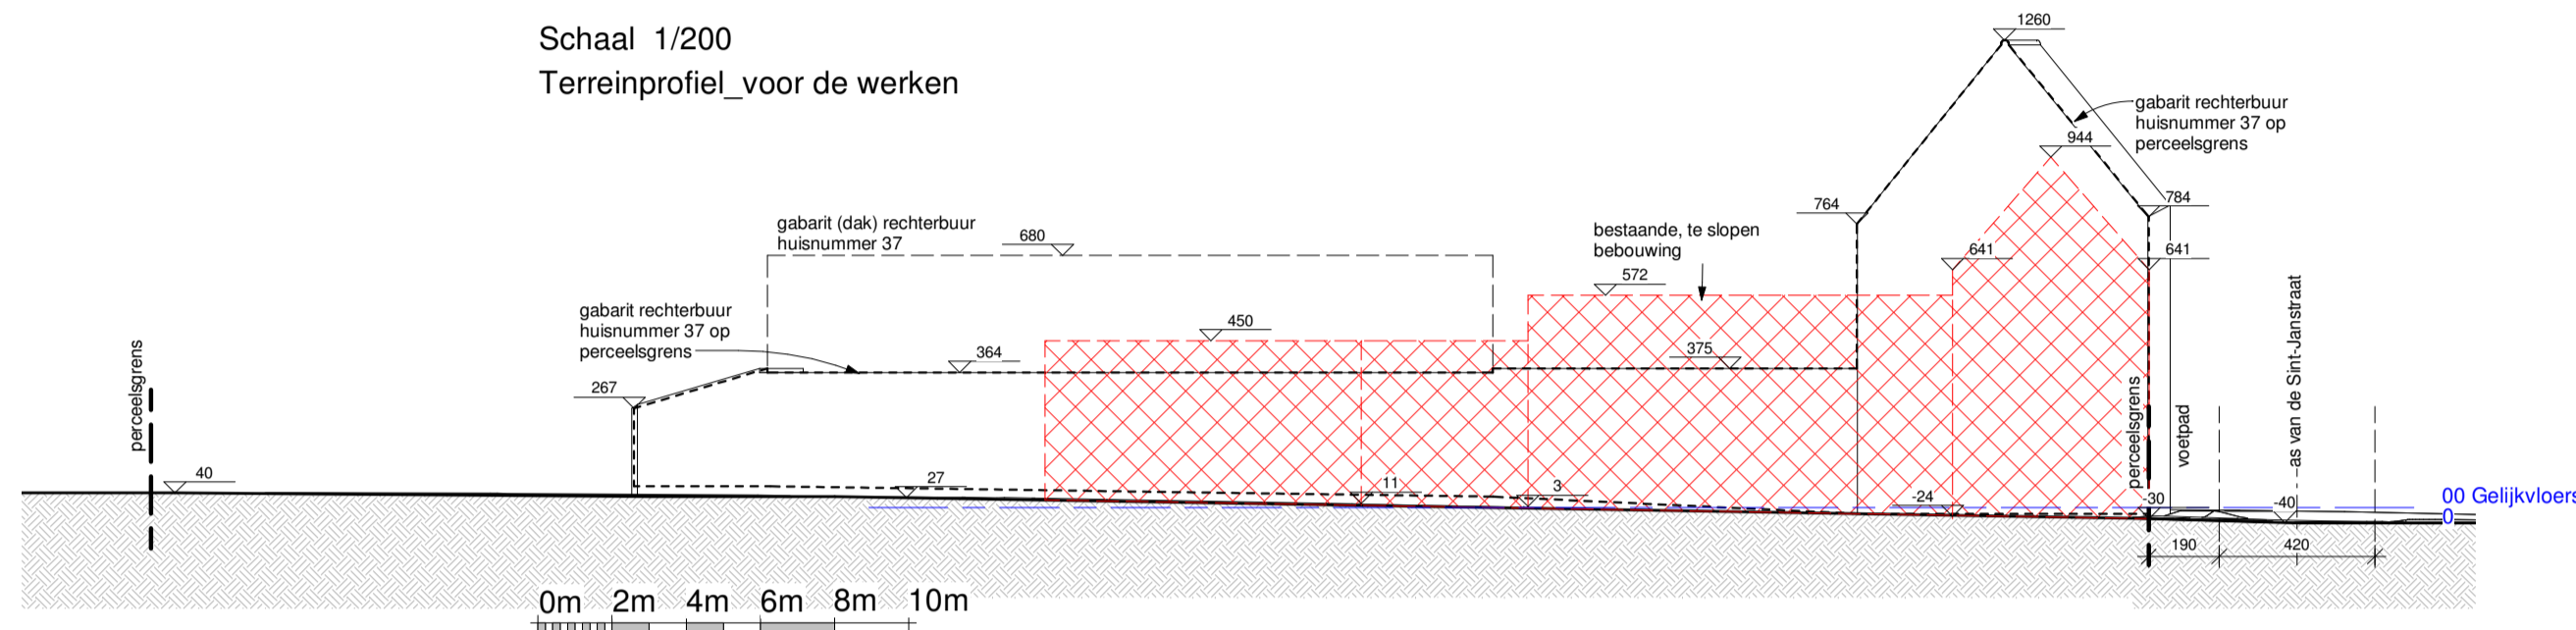 Schaal 1/200
Terreinprofiel_voor de werken
1260
gabarit rechterbuur
huisnummer 37 op
perceelsgrens
944
784
764
641
641
gabarit (dak) rechterbuur
huisnummer 37
680
bestaande, te slopen
bebouwing
572
gabarit rechterbuur
huisnummer 37 op
perceelsgrens
450
364
375
267
perceelsgrens
40
27
11
3
-24
-30
-40
perceelsgrens
voetpad
as van de Sint-Janstraat
00 Gelijkvloers
0
190
420
0m 2m 4m 6m 8m 10m